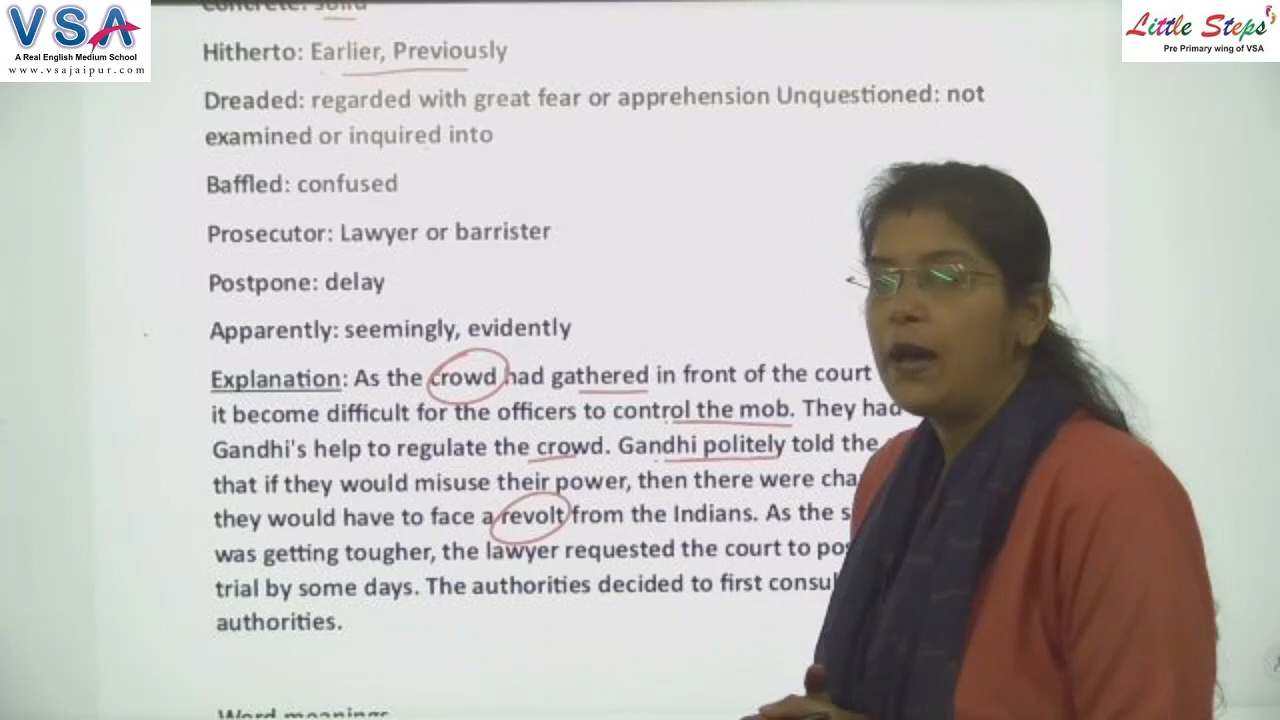 VSA
A Real English Medium School
www.vsajaipur.com
Little Steps
Pre Primary wing of VSA
Concrete: solid
Hitherto: Earlier, Previously
Dreaded: regarded with great fear or apprehension Unquestioned: not
examined or inquired into
Baffled: confused
Prosecutor: Lawyer or barrister
Postpone: delay
Apparently: seemingly, evidently
Explanation: As the crowd had gathered in front of the court
it become difficult for the officers to control the mob. They had
Gandhi's help to regulate the crowd. Gandhi politely told the
that if they would misuse their power, then there were cha
they would have to face a revolt from the Indians. As the s
was getting tougher, the lawyer requested the court to pos
trial by some days. The authorities decided to first consul
authorities.
Word meanings